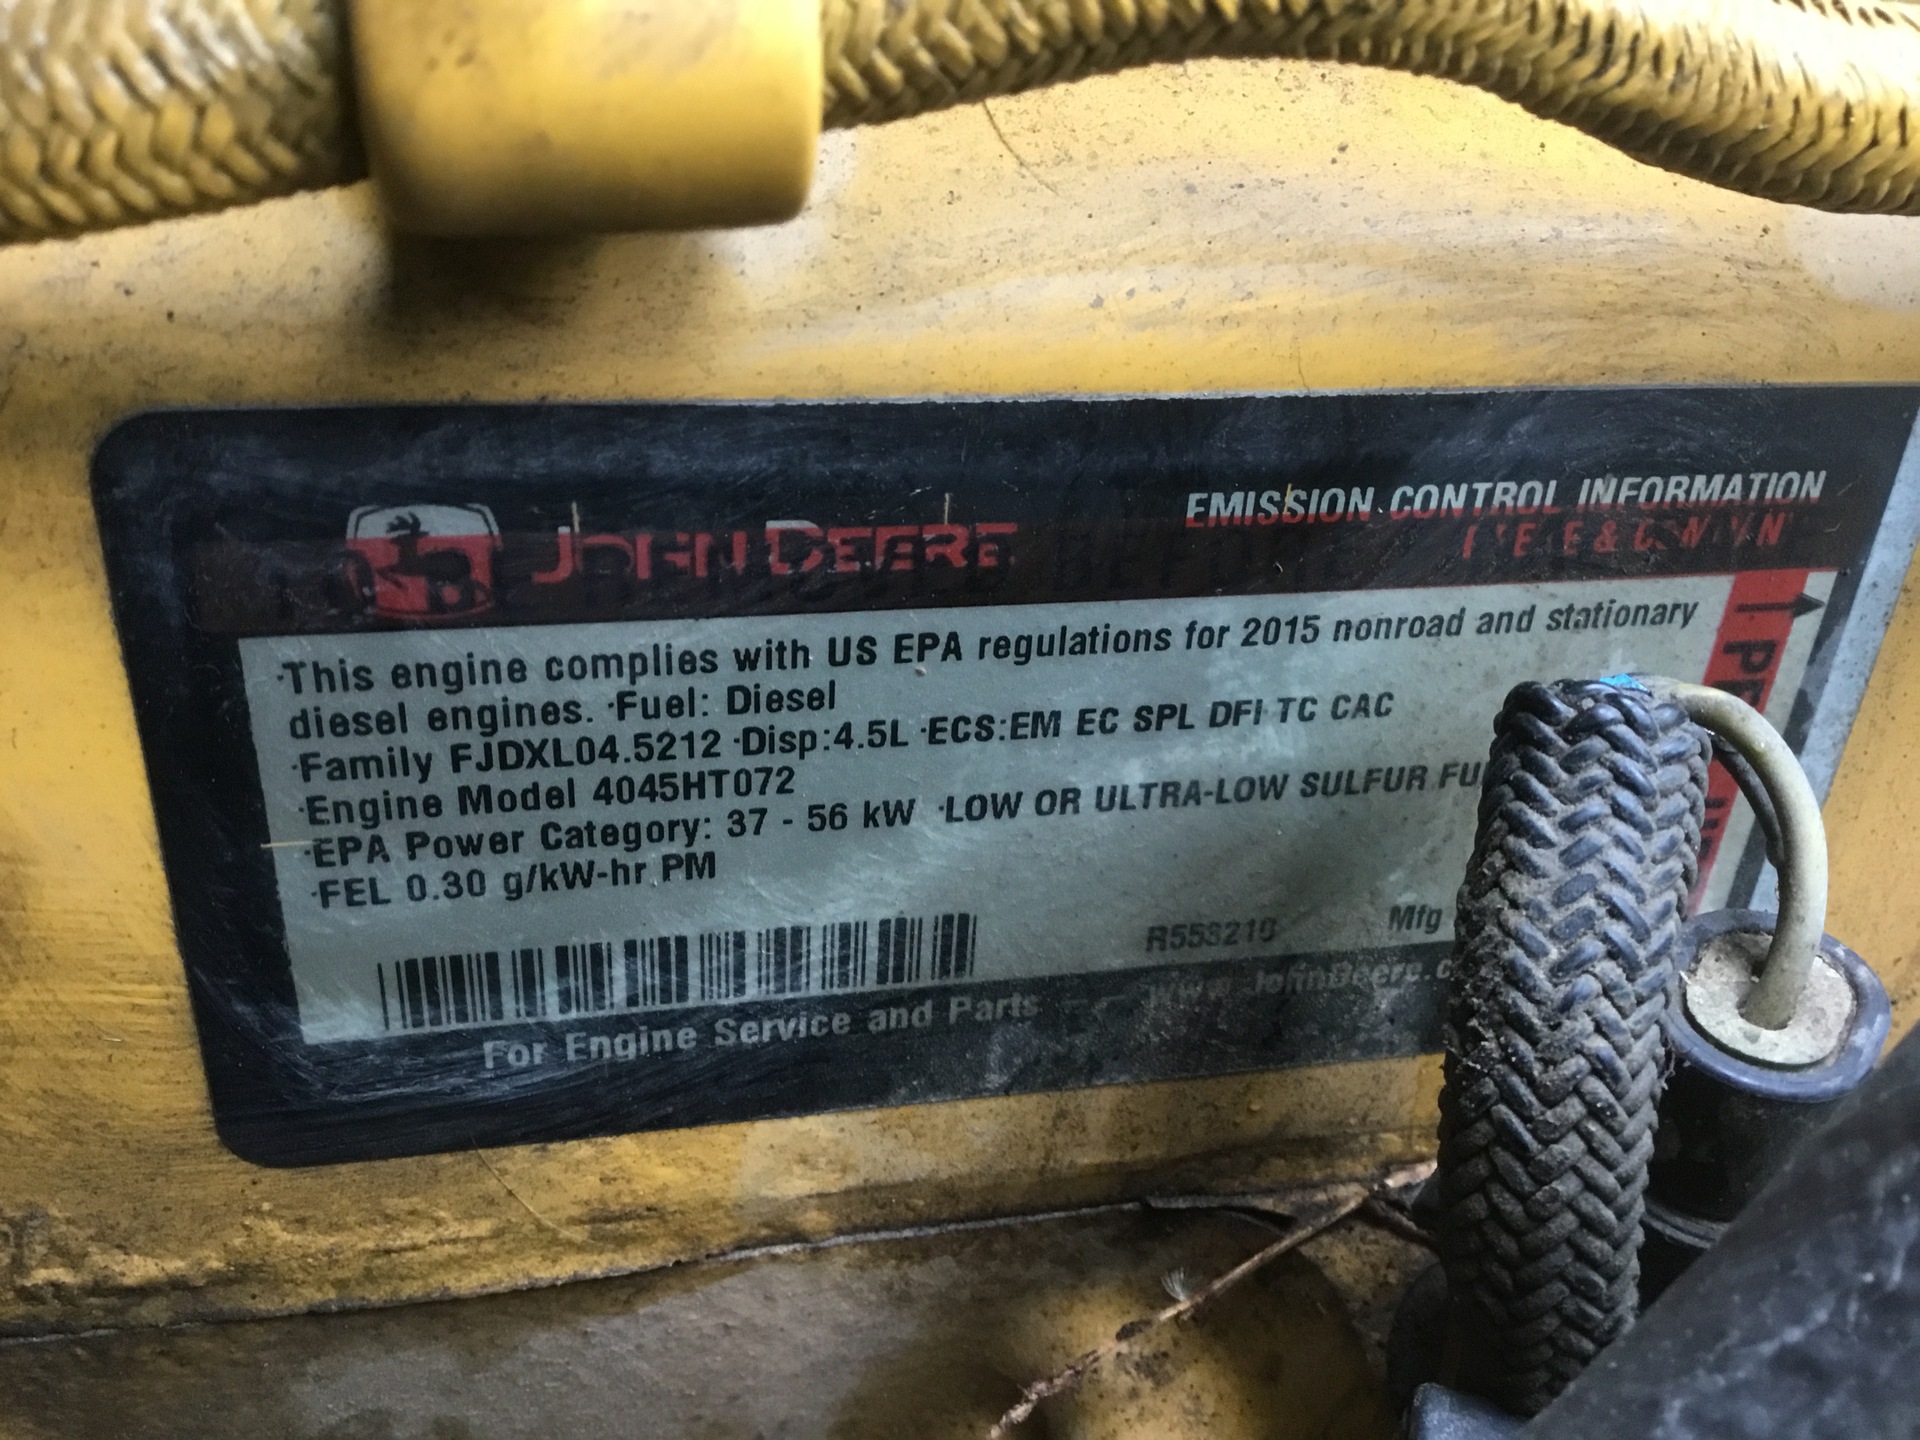 JOHN DEERE
EMISSION CONTROL INFORMATION
·This engine complies with US EPA regulations for 2015 nonroad and stationary
diesel engines. ·Fuel: Diesel
·Family FJDXL04.5212 ·Disp:4.5L ·ECS:EM EC SPL DFI TC CAC
·Engine Model 4045HT072
·EPA Power Category: 37 - 56 kW ·LOW OR ULTRA-LOW SULFUR
·FEL 0.30 g/kW-hr PM
Mfg
For Engine Service and Parts